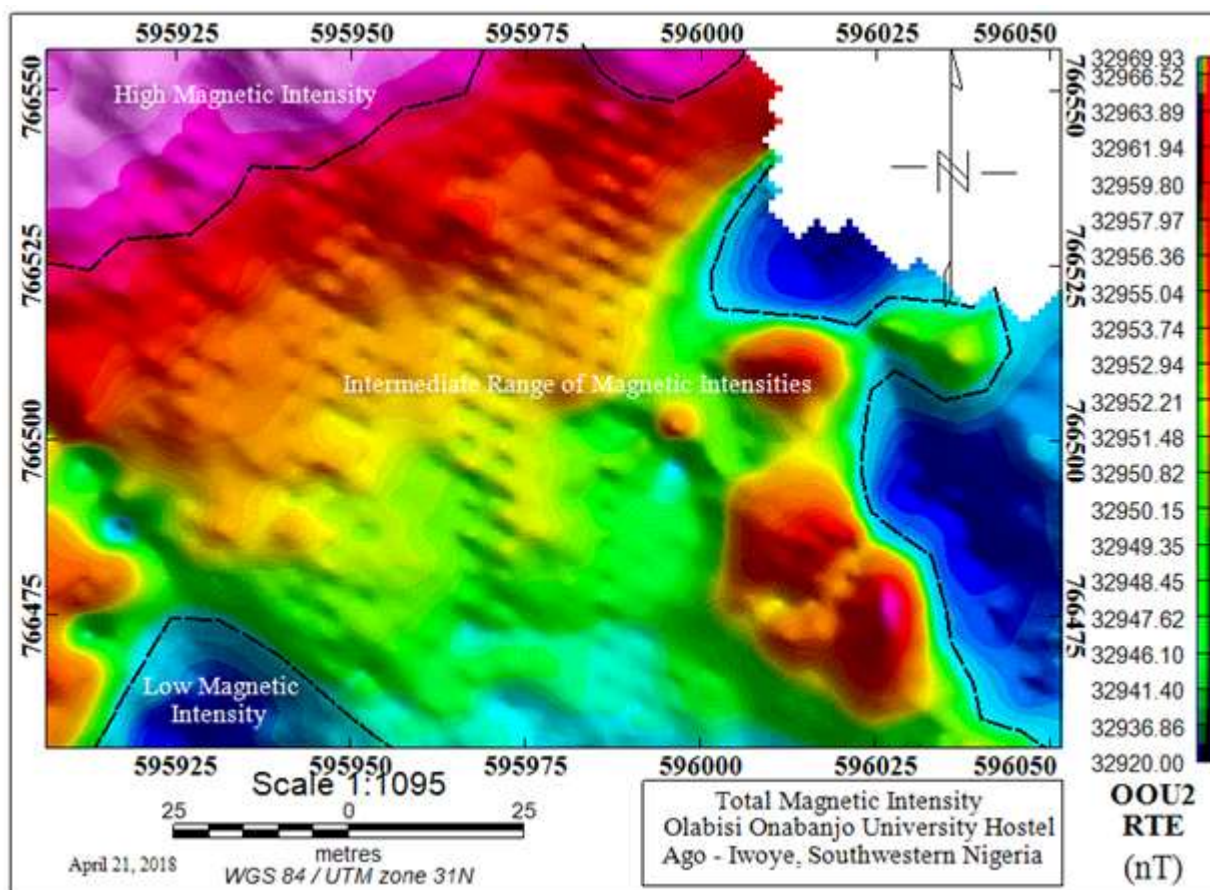 595925 595950 595975 596000 596025 596050
766550
766525
766500
766475
High Magnetic Intensity
Intermediate Range of Magnetic Intensities
Low Magnetic
Intensity
N
766550
766525
766500
766475
32969.93
32966.52
32963.89
32961.94
32959.80
32957.97
32956.36
32955.04
32953.74
32952.94
32952.21
32951.48
32950.82
32950.15
32949.35
32948.45
32947.62
32946.10
32941.40
32936.86
32920.00
OOU2
RTE
(nT)
595925 595950 595975 596000 596025 596050
Scale 1:1095
25 0 25
metres
WGS 84 / UTM zone 31N
April 21, 2018
Total Magnetic Intensity
Olabisi Onabanjo University Hostel
Ago - Iwoye, Southwestern Nigeria